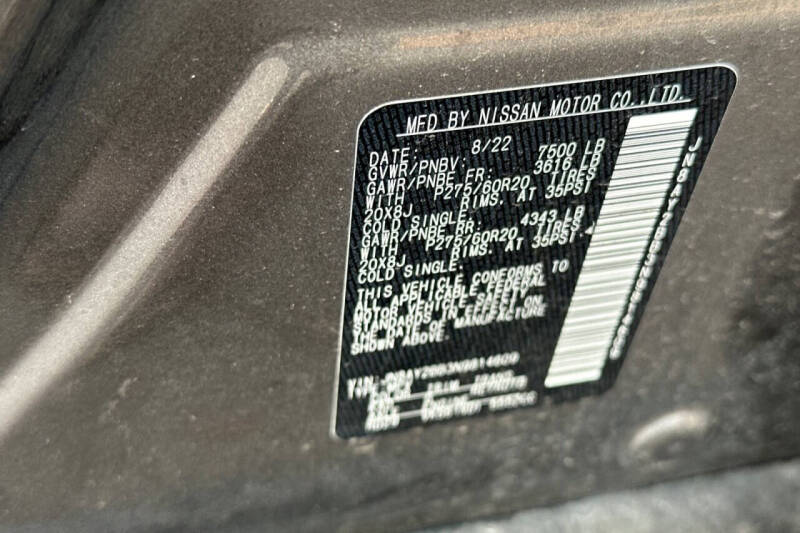 MFD BY NISSAN MOTOR CO.,LTD.
DATE: 8/22
GVWR/PNBV: 7500 LB
GAWR/PNBE FR: 3616 LB
WITH P275/60R20 TIRES
20X8J RIMS, AT 35PSI
COLD SINGLE.
GAWR/PNBE RR: 4343 LB
WITH P275/60R20 TIRES
20X8J RIMS, AT 35PSI
COLD SINGLE.
THIS VEHICLE CONFORMS TO
ALL APPLICABLE FEDERAL
MOTOR VEHICLE SAFETY
STANDARDS IN EFFECT ON
THE DATE OF MANUFACTURE
SHOWN ABOVE.
VIN: